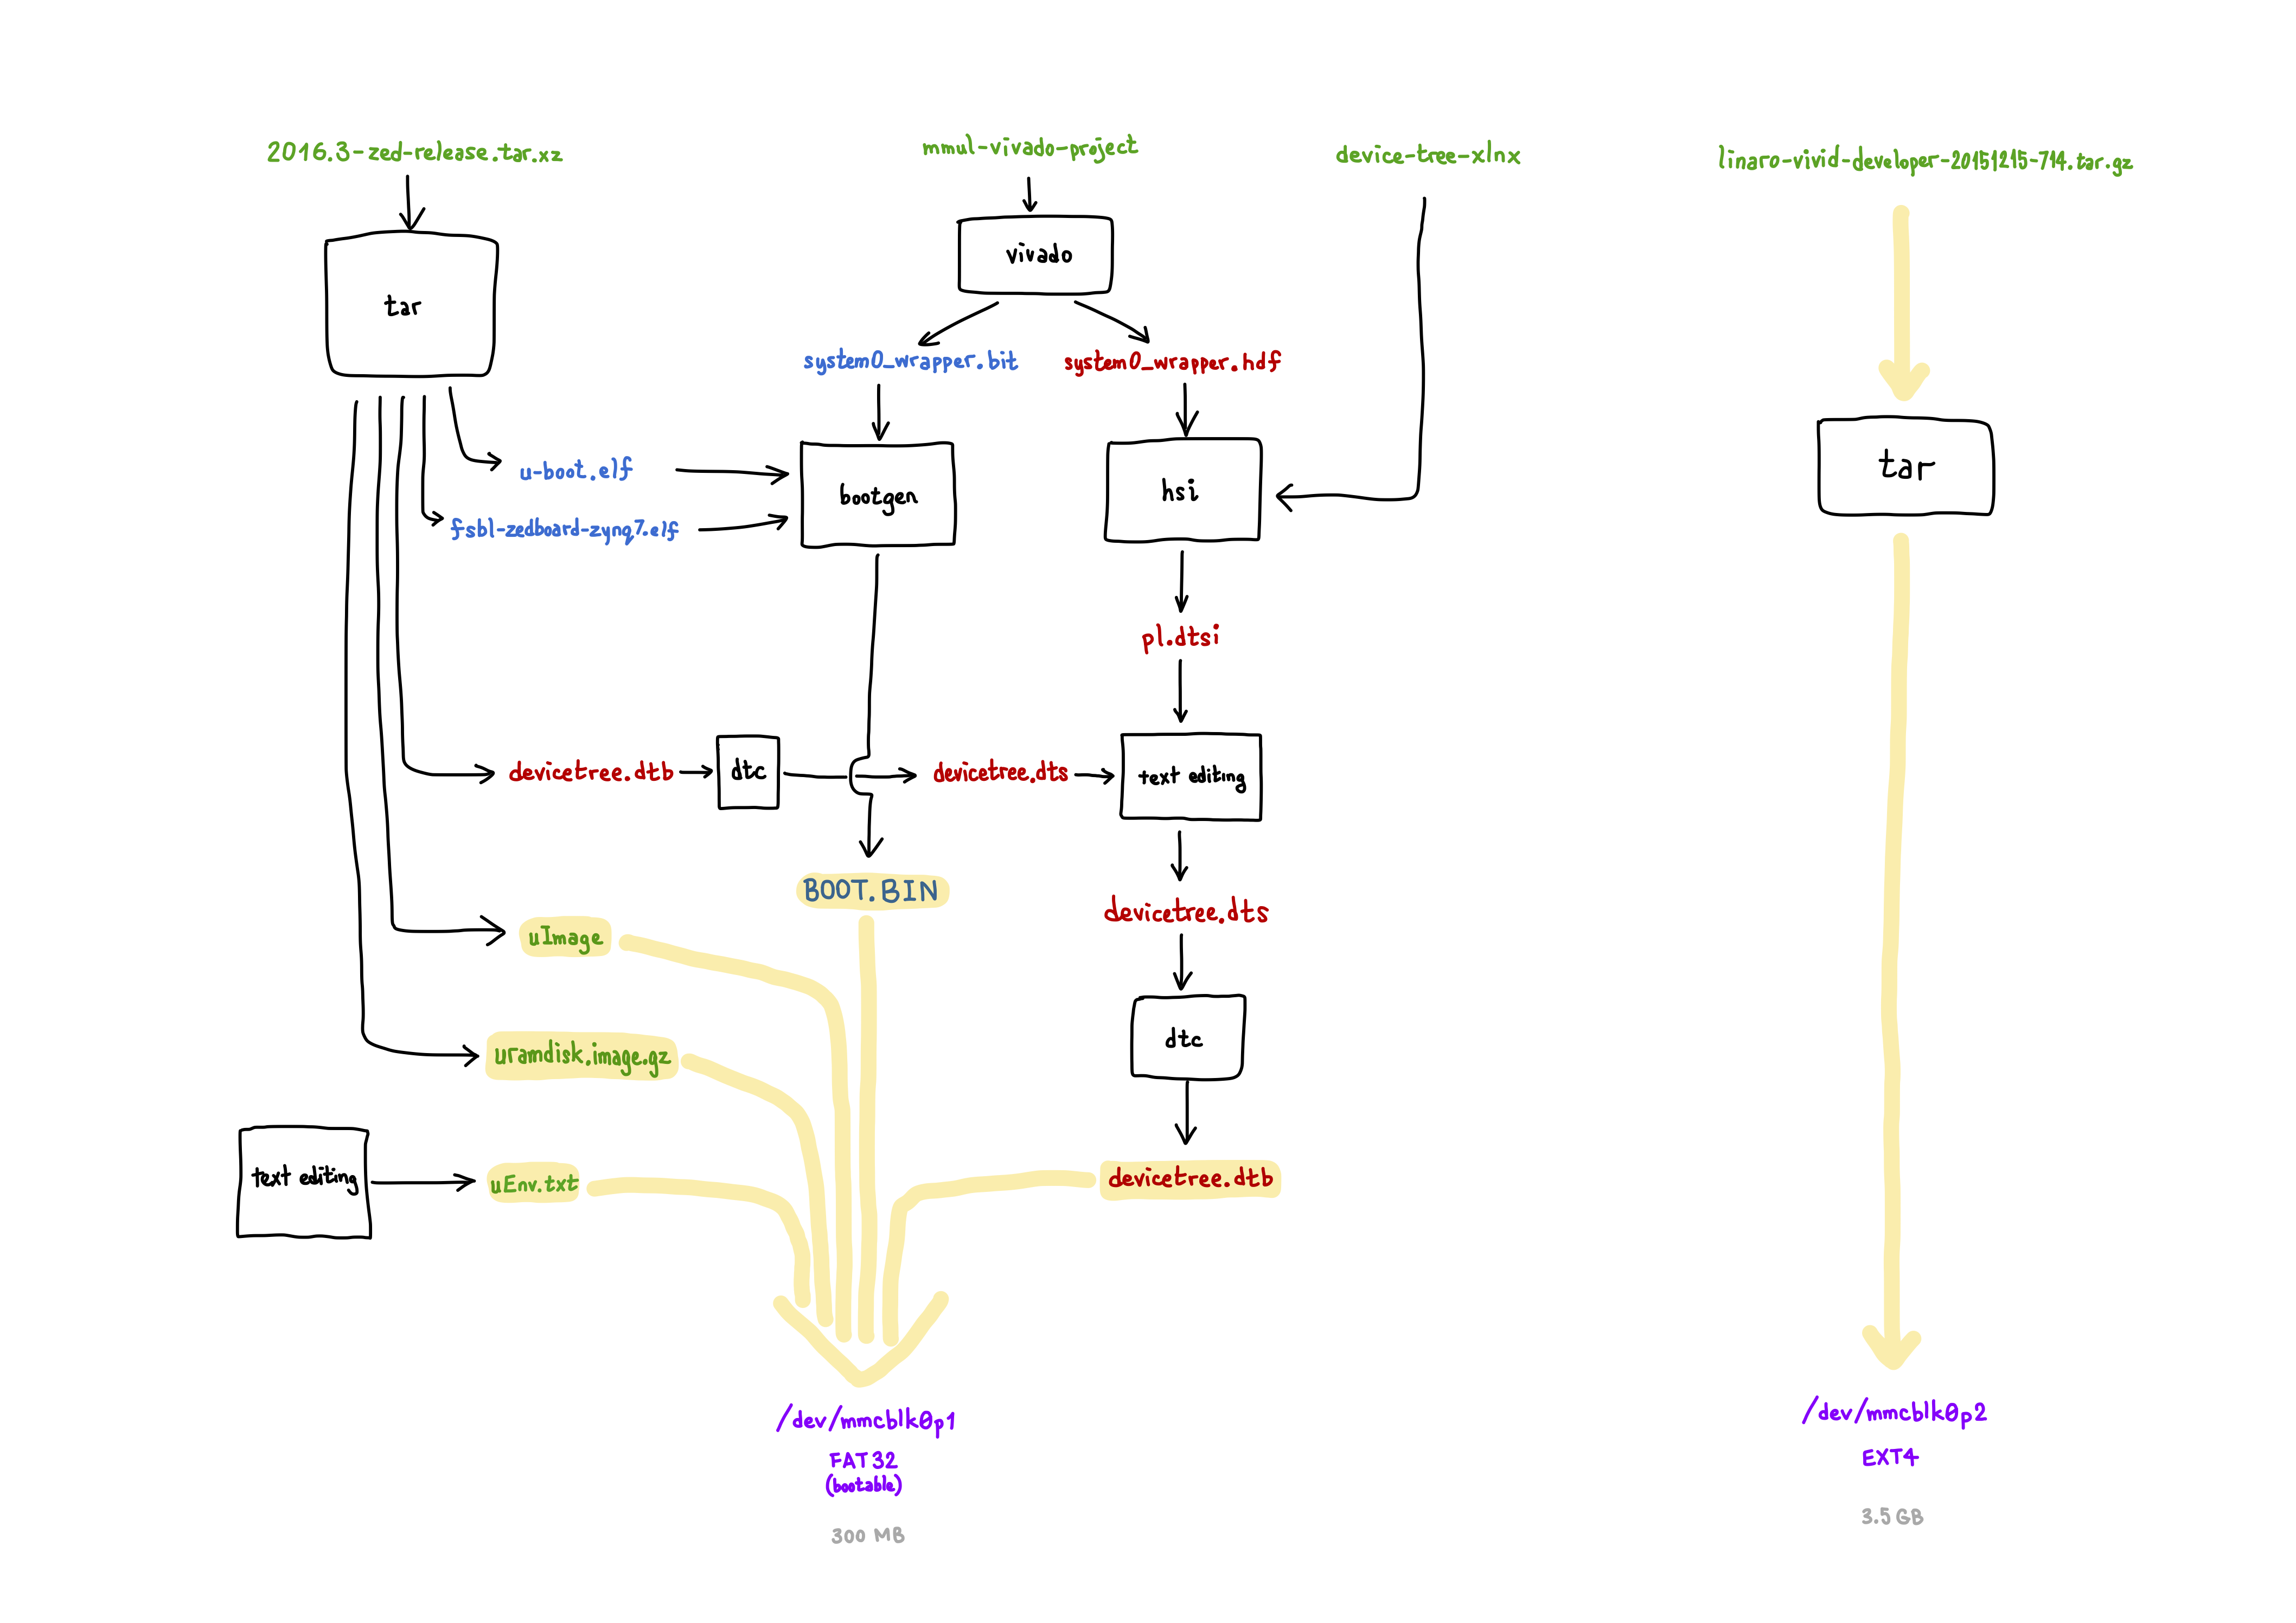 2016.3-zed-release.tar.xz
mmul-vivado-project
device-tree-xlnx
linaro-vivid-developer-20151215-714.tar.gz
tar
vivado
system0_wrapper.bit
system0_wrapper.hdf
u-boot.elf
fsbl-zedboard-zynq7.elf
bootgen
hsi
tar
pl.dtsi
devicetree.dtb
dtc
devicetree.dts
text editing
BOOT.BIN
devicetree.dts
uImage
uramdisk.image.gz
dtc
text editing
uEnv.txt
devicetree.dtb
/dev/mmcblk0p1
FAT32
(bootable)
300 MB
/dev/mmcblk0p2
EXT4
3.5 GB